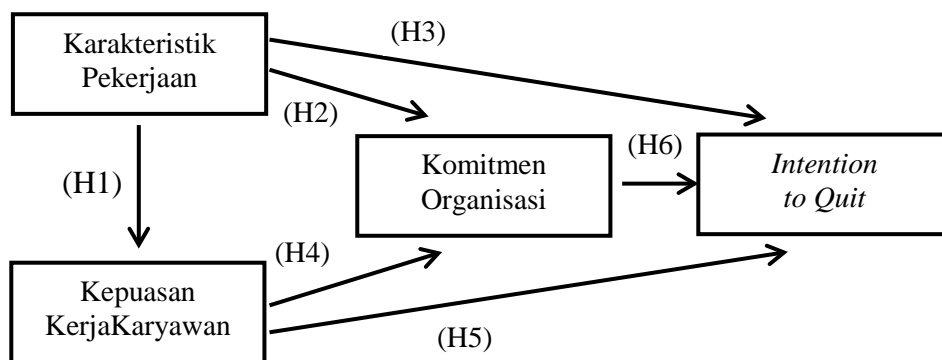 Karakteristik
Pekerjaan
(H3)
(H2)
(H1)
Komitmen
Organisasi
(H6)
Intention
to Quit
(H4)
Kepuasan
KerjaKaryawan
(H5)